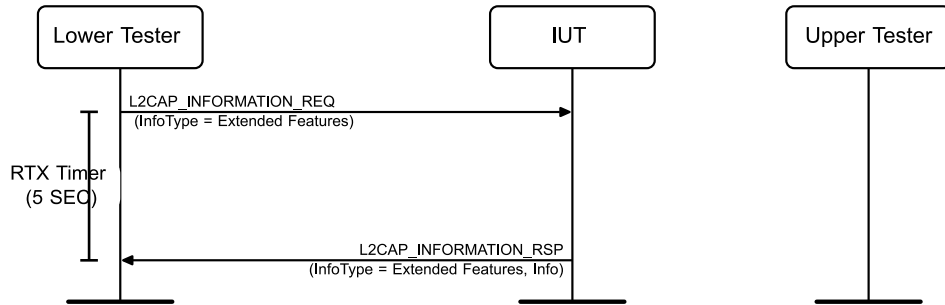 Lower Tester
IUT
Upper Tester
L2CAP_INFORMATION_REQ
(InfoType = Extended Features)
RTX Timer
(5 SEC)
L2CAP_INFORMATION_RSP
(InfoType = Extended Features, Info)